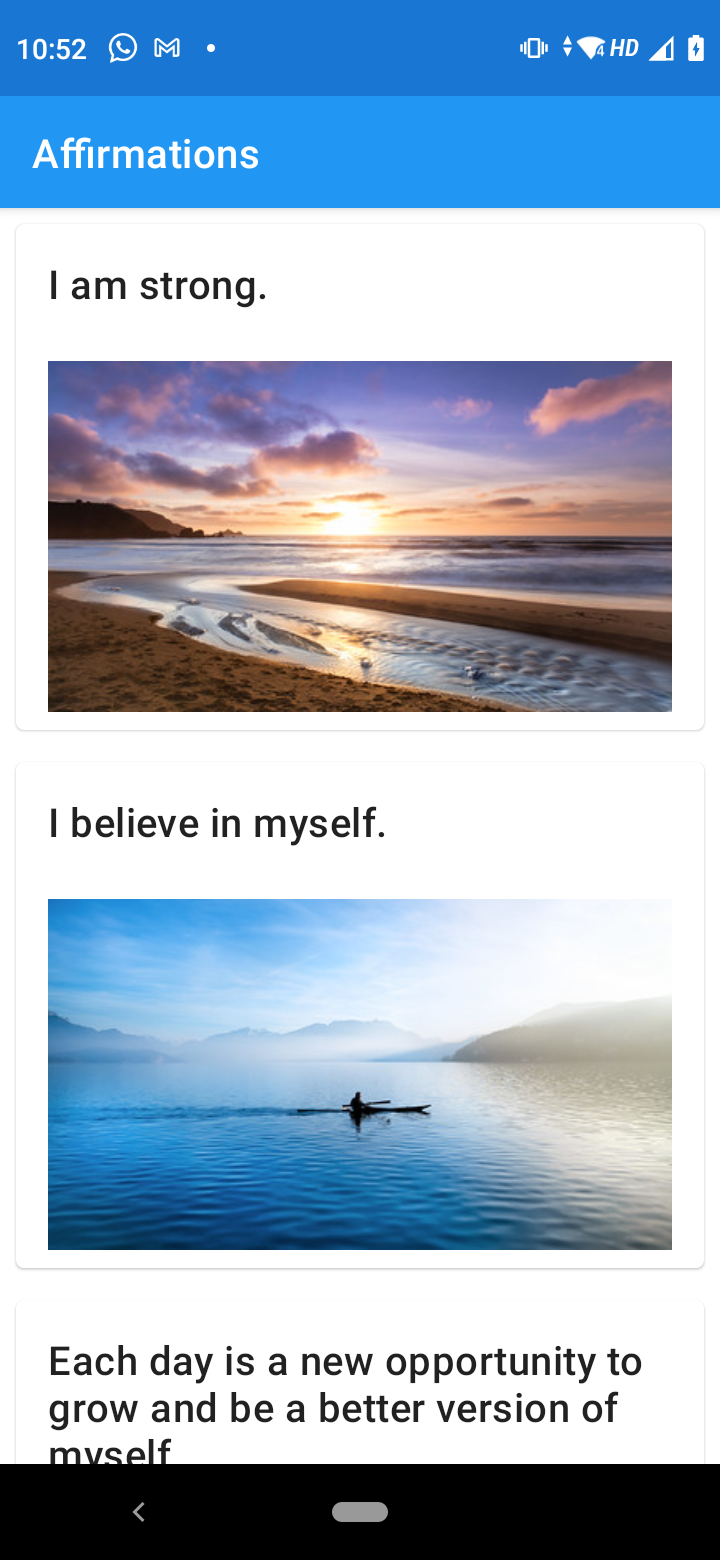 10:52
4 HD
Affirmations
I am strong.
I believe in myself.
Each day is a new opportunity to
grow and be a better version of
myself